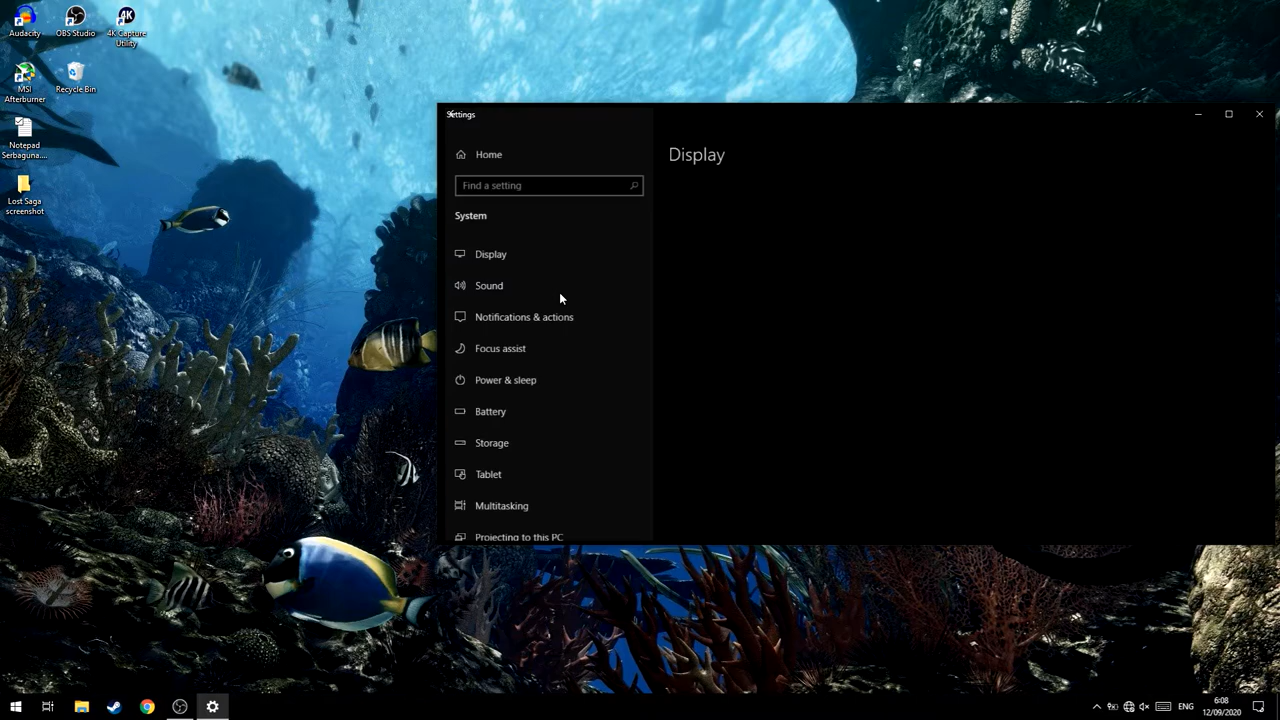 Audacity
OBS Studio
4K Capture
Utility
MSI
Afterburner
Recycle Bin
Notepad
Serbaguna....
Lost Saga
screenshot
Settings
Home
Find a setting
System
Display
Sound
Notifications & actions
Focus assist
Power & sleep
Battery
Storage
Tablet
Multitasking
Projecting to this PC
Display
ENG
6:08
12/09/2020